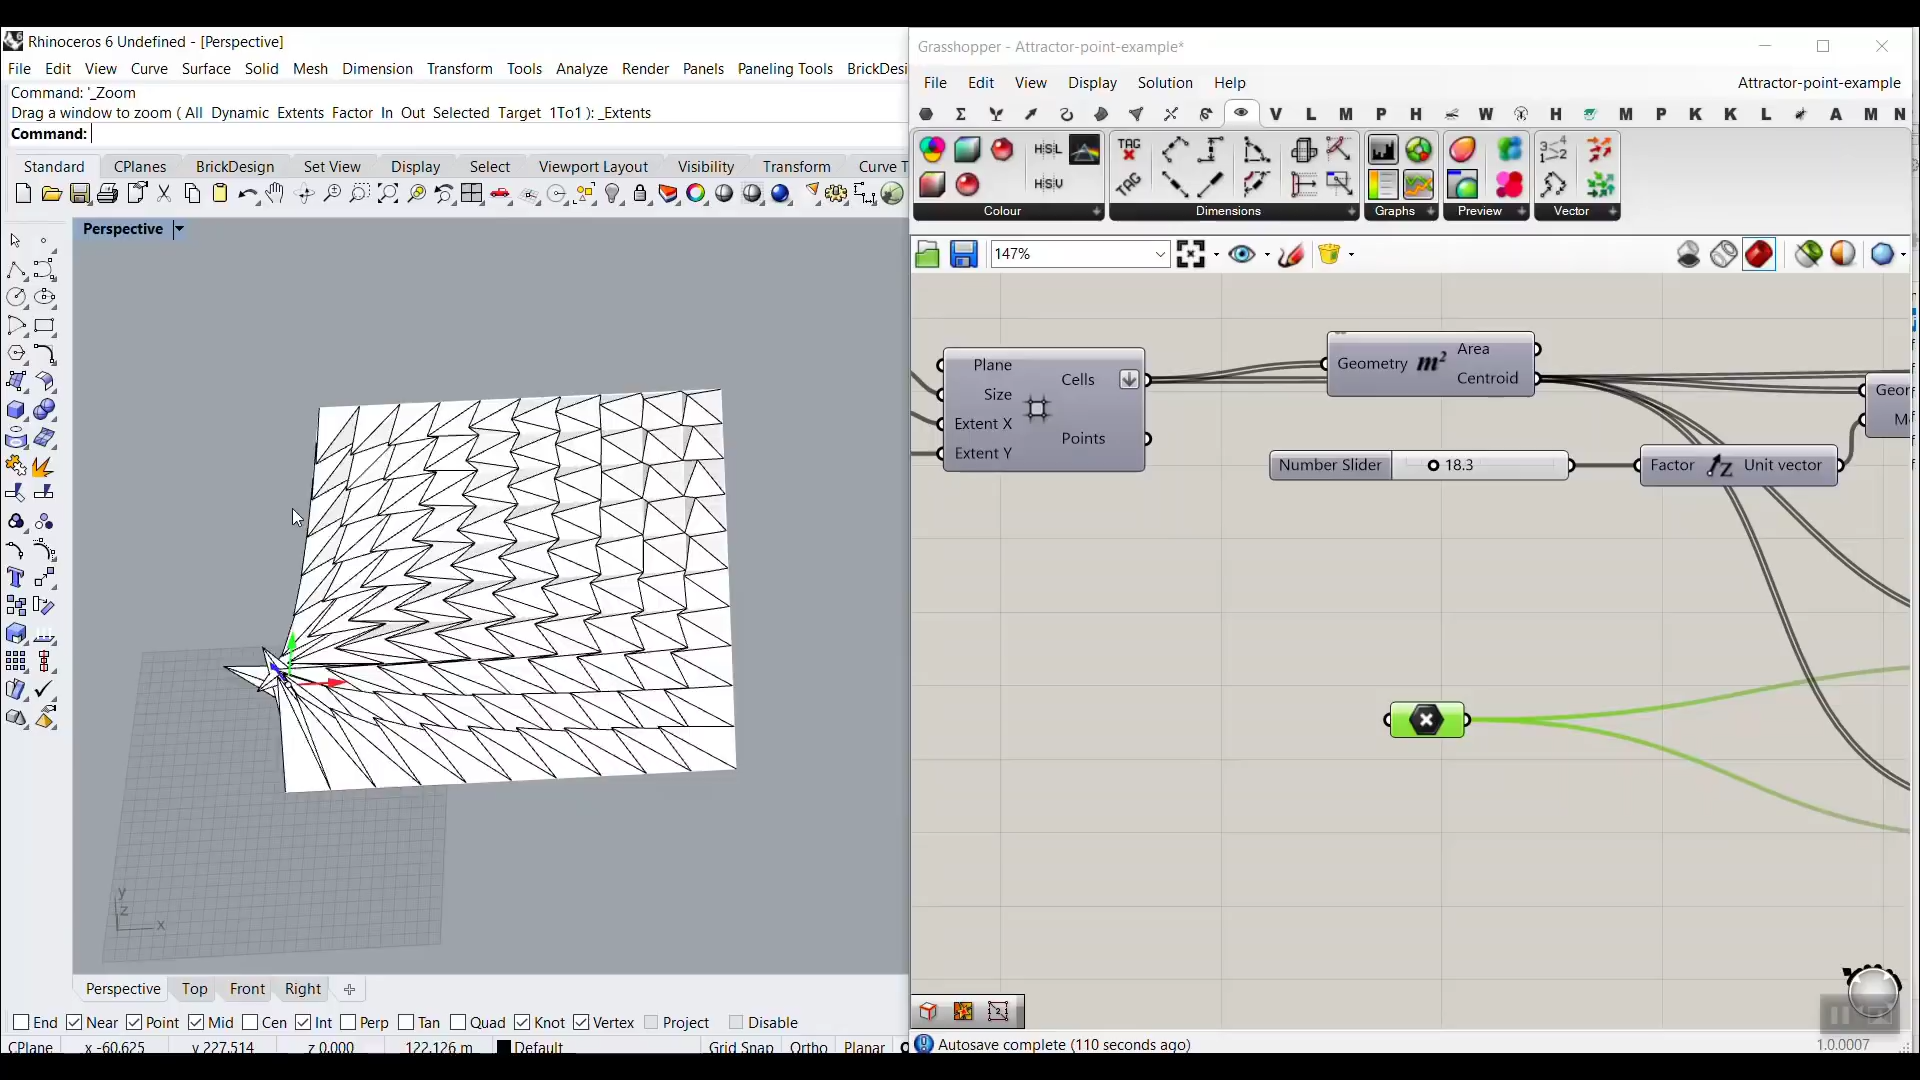 Rhinoceros 6 Undefined - [Perspective]
File Edit View Curve Surface Solid Mesh Dimension Transform Tools Analyze Render Panels Paneling Tools BrickDesi
Command: '_Zoom
Drag a window to zoom ( All Dynamic Extents Factor In Out Selected Target 1To1 ): _Extents
Command:
Standard CPlanes BrickDesign Set View Display Select Viewport Layout Visibility Transform Curve T
Perspective
y
z
x
Perspective Top Front Right
End Near Point Mid Cen Int Perp Tan Quad Knot Vertex Project Disable
CPlane x -60.625 y 227.514 z 0.000 122.126 m Default Grid Snap Ortho Planar
Grasshopper - Attractor-point-example*
File Edit View Display Solution Help Attractor-point-example
V L M P H W H M P K K L A M N
HSL
HSV
TAG
TAG
Colour Dimensions Graphs Preview Vector
147%
Plane
Size
Extent X
Extent Y
Cells
Points
Geometry m² Area
Centroid
Number Slider 18.3
Factor Z Unit vector
Geor
M
Autosave complete (110 seconds ago)
1.0.0007